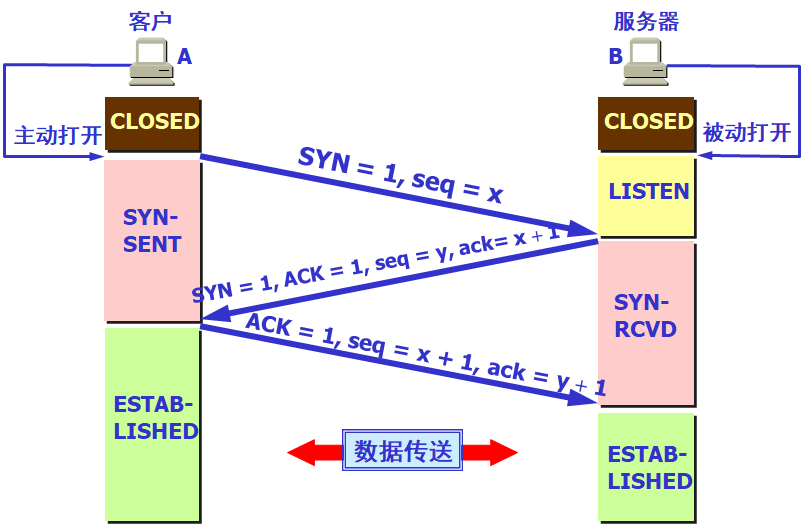 客户
服务器
A
B
CLOSED
CLOSED
主动打开
被动打开
SYN = 1, seq = x
LISTEN
SYN-
SENT
SYN = 1, ACK = 1, seq = y, ack= x + 1
SYN-
RCVD
ACK = 1, seq = x + 1, ack = y + 1
ESTAB-
LISHED
数据传送
ESTAB-
LISHED